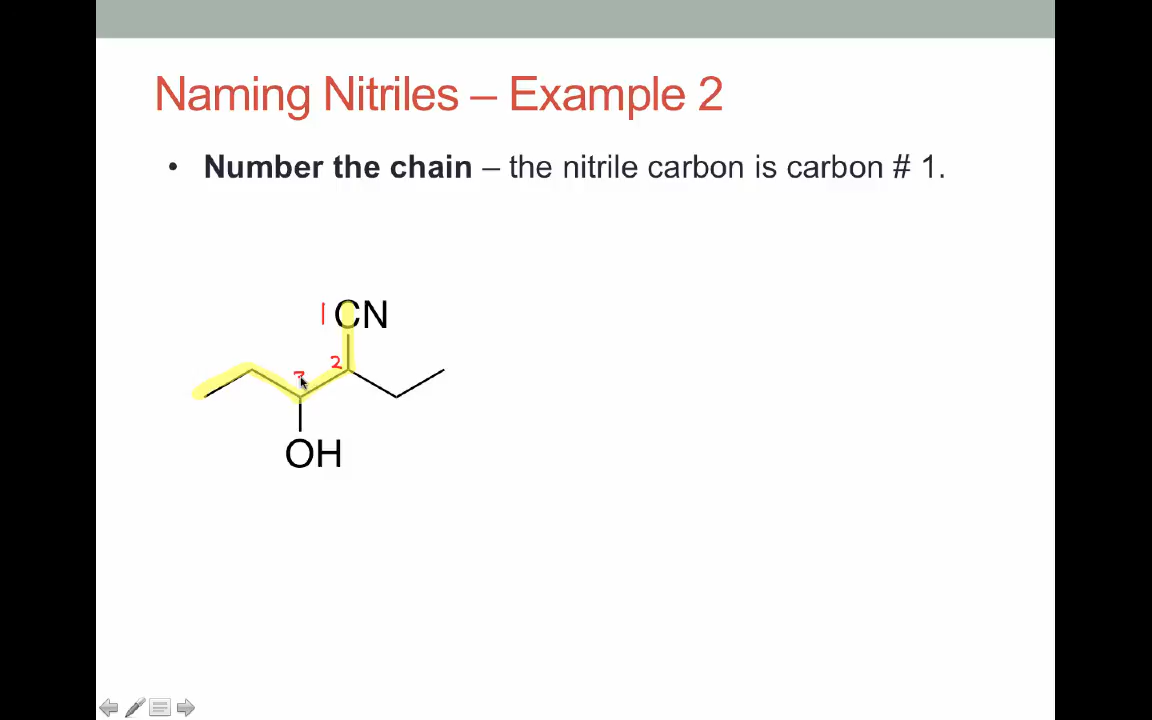 Naming Nitriles – Example 2
• Number the chain – the nitrile carbon is carbon # 1.
1 CN
2
3
OH